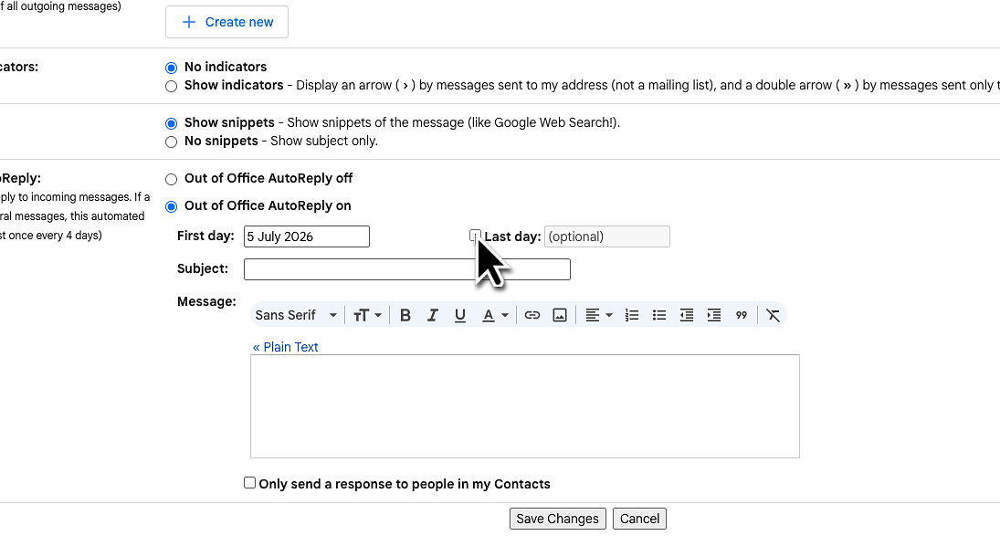 f all outgoing messages)
Create new
cators:
No indicators
Show indicators - Display an arrow ( › ) by messages sent to my address (not a mailing list), and a double arrow ( » ) by messages sent only t
Show snippets - Show snippets of the message (like Google Web Search!).
No snippets - Show subject only.
oReply:
Out of Office AutoReply off
eply to incoming messages. If a
Out of Office AutoReply on
ral messages, this automated
st once every 4 days)
First day: 5 July 2026 Last day: (optional)
Subject:
Message:
Sans Serif
« Plain Text
Only send a response to people in my Contacts
Save Changes Cancel